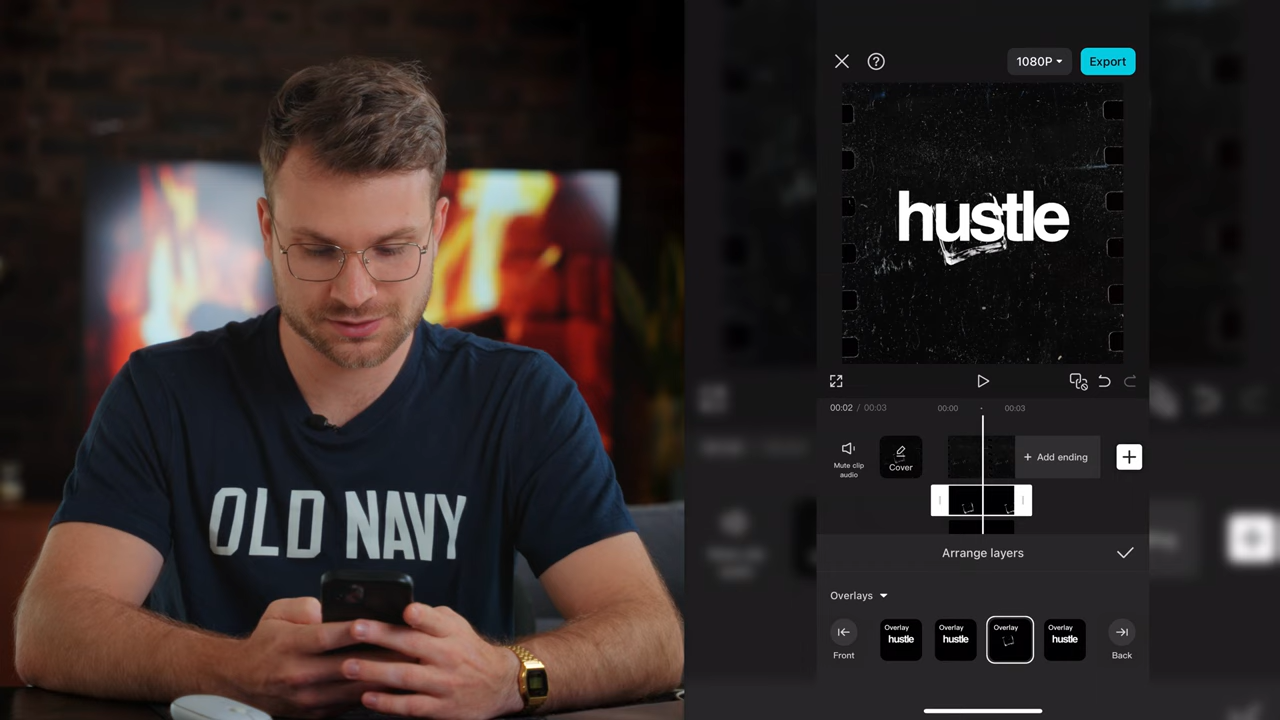 OLD NAVY
1080P
Export
hustle
00:02 / 00:03
00:00
00:03
Mute clip
audio
Cover
+ Add ending
Arrange layers
Overlays
Front
Overlay
hustle
Overlay
hustle
Overlay
Overlay
hustle
Back